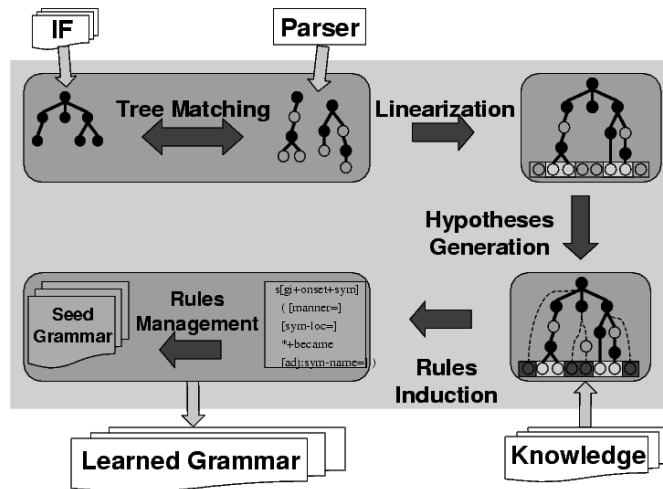 IF
Parser
Tree Matching
Linearization
Hypotheses
Generation
Seed
Grammar
Rules
Management
s[gi+onset+sym]
( [manner=]
[sym-loc=]
*+became
[adj:sym-name=] )
Rules
Induction
Learned Grammar
Knowledge